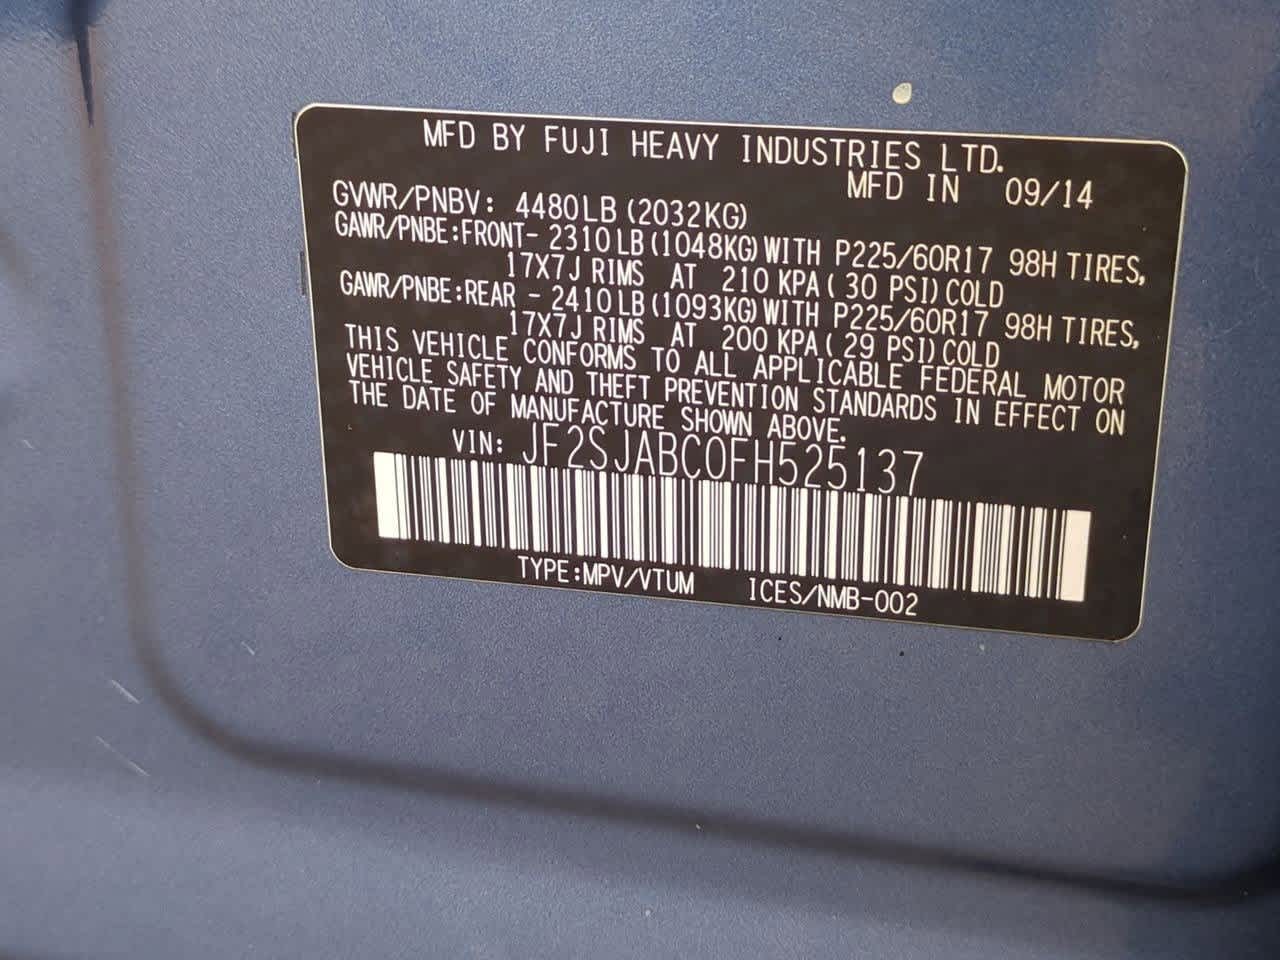 MFD BY FUJI HEAVY INDUSTRIES LTD.
MFD IN 09/14
GVWR/PNBV: 4480LB (2032KG)
GAWR/PNBE:FRONT- 2310LB (1048KG) WITH P225/60R17 98H TIRES,
17X7J RIMS AT 210 KPA ( 30 PSI) COLD
GAWR/PNBE:REAR - 2410LB (1093KG) WITH P225/60R17 98H TIRES,
17X7J RIMS AT 200 KPA ( 29 PSI) COLD
THIS VEHICLE CONFORMS TO ALL APPLICABLE FEDERAL MOTOR
VEHICLE SAFETY AND THEFT PREVENTION STANDARDS IN EFFECT ON
THE DATE OF MANUFACTURE SHOWN ABOVE.
VIN: JF2SJABC0FH525137
TYPE:MPV/VTUM ICES/NMB-002